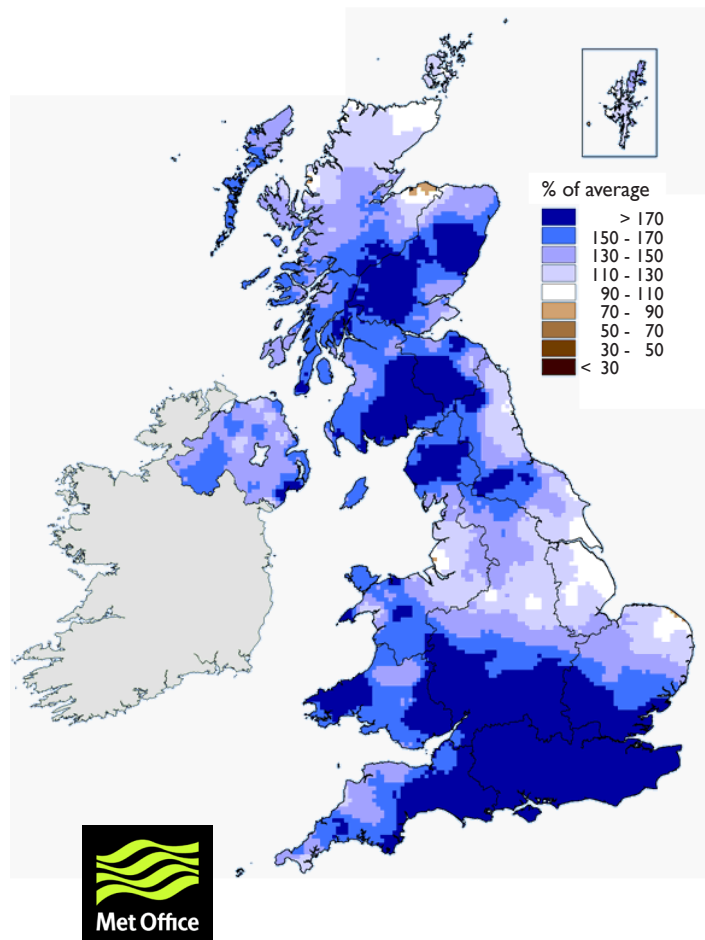 % of average
> 170
150 - 170
130 - 150
110 - 130
90 - 110
70 - 90
50 - 70
30 - 50
< 30
Met Office